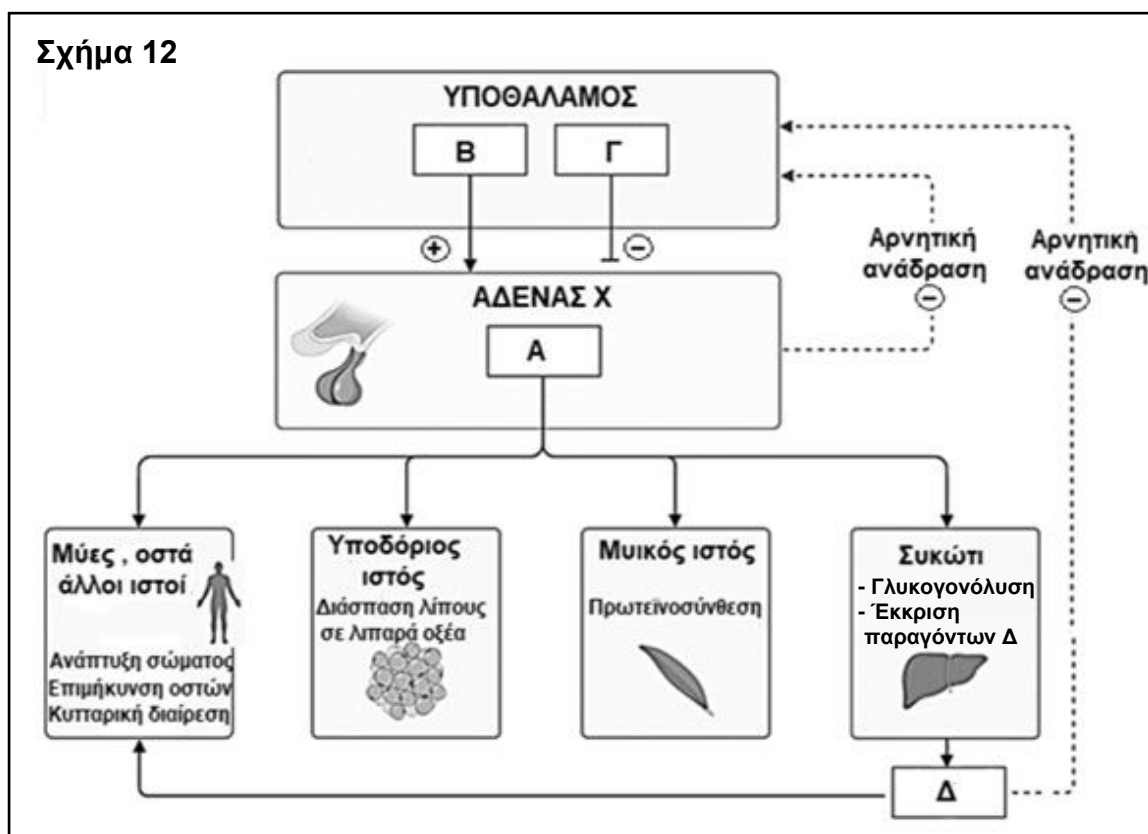 Σχήμα 12
ΥΠΟΘΑΛΑΜΟΣ
Β
Γ
+
−
Αρνητική
ανάδραση
−
Αρνητική
ανάδραση
−
ΑΔΕΝΑΣ Χ
Α
Μύες , οστά
άλλοι ιστοί
Ανάπτυξη σώματος
Επιμήκυνση οστών
Κυτταρική διαίρεση
Υποδόριος
ιστός
Διάσπαση λίπους
σε λιπαρά οξέα
Μυικός ιστός
Πρωτεϊνοσύνθεση
Συκώτι
- Γλυκογονόλυση
- Έκκριση
παραγόντων Δ
Δ